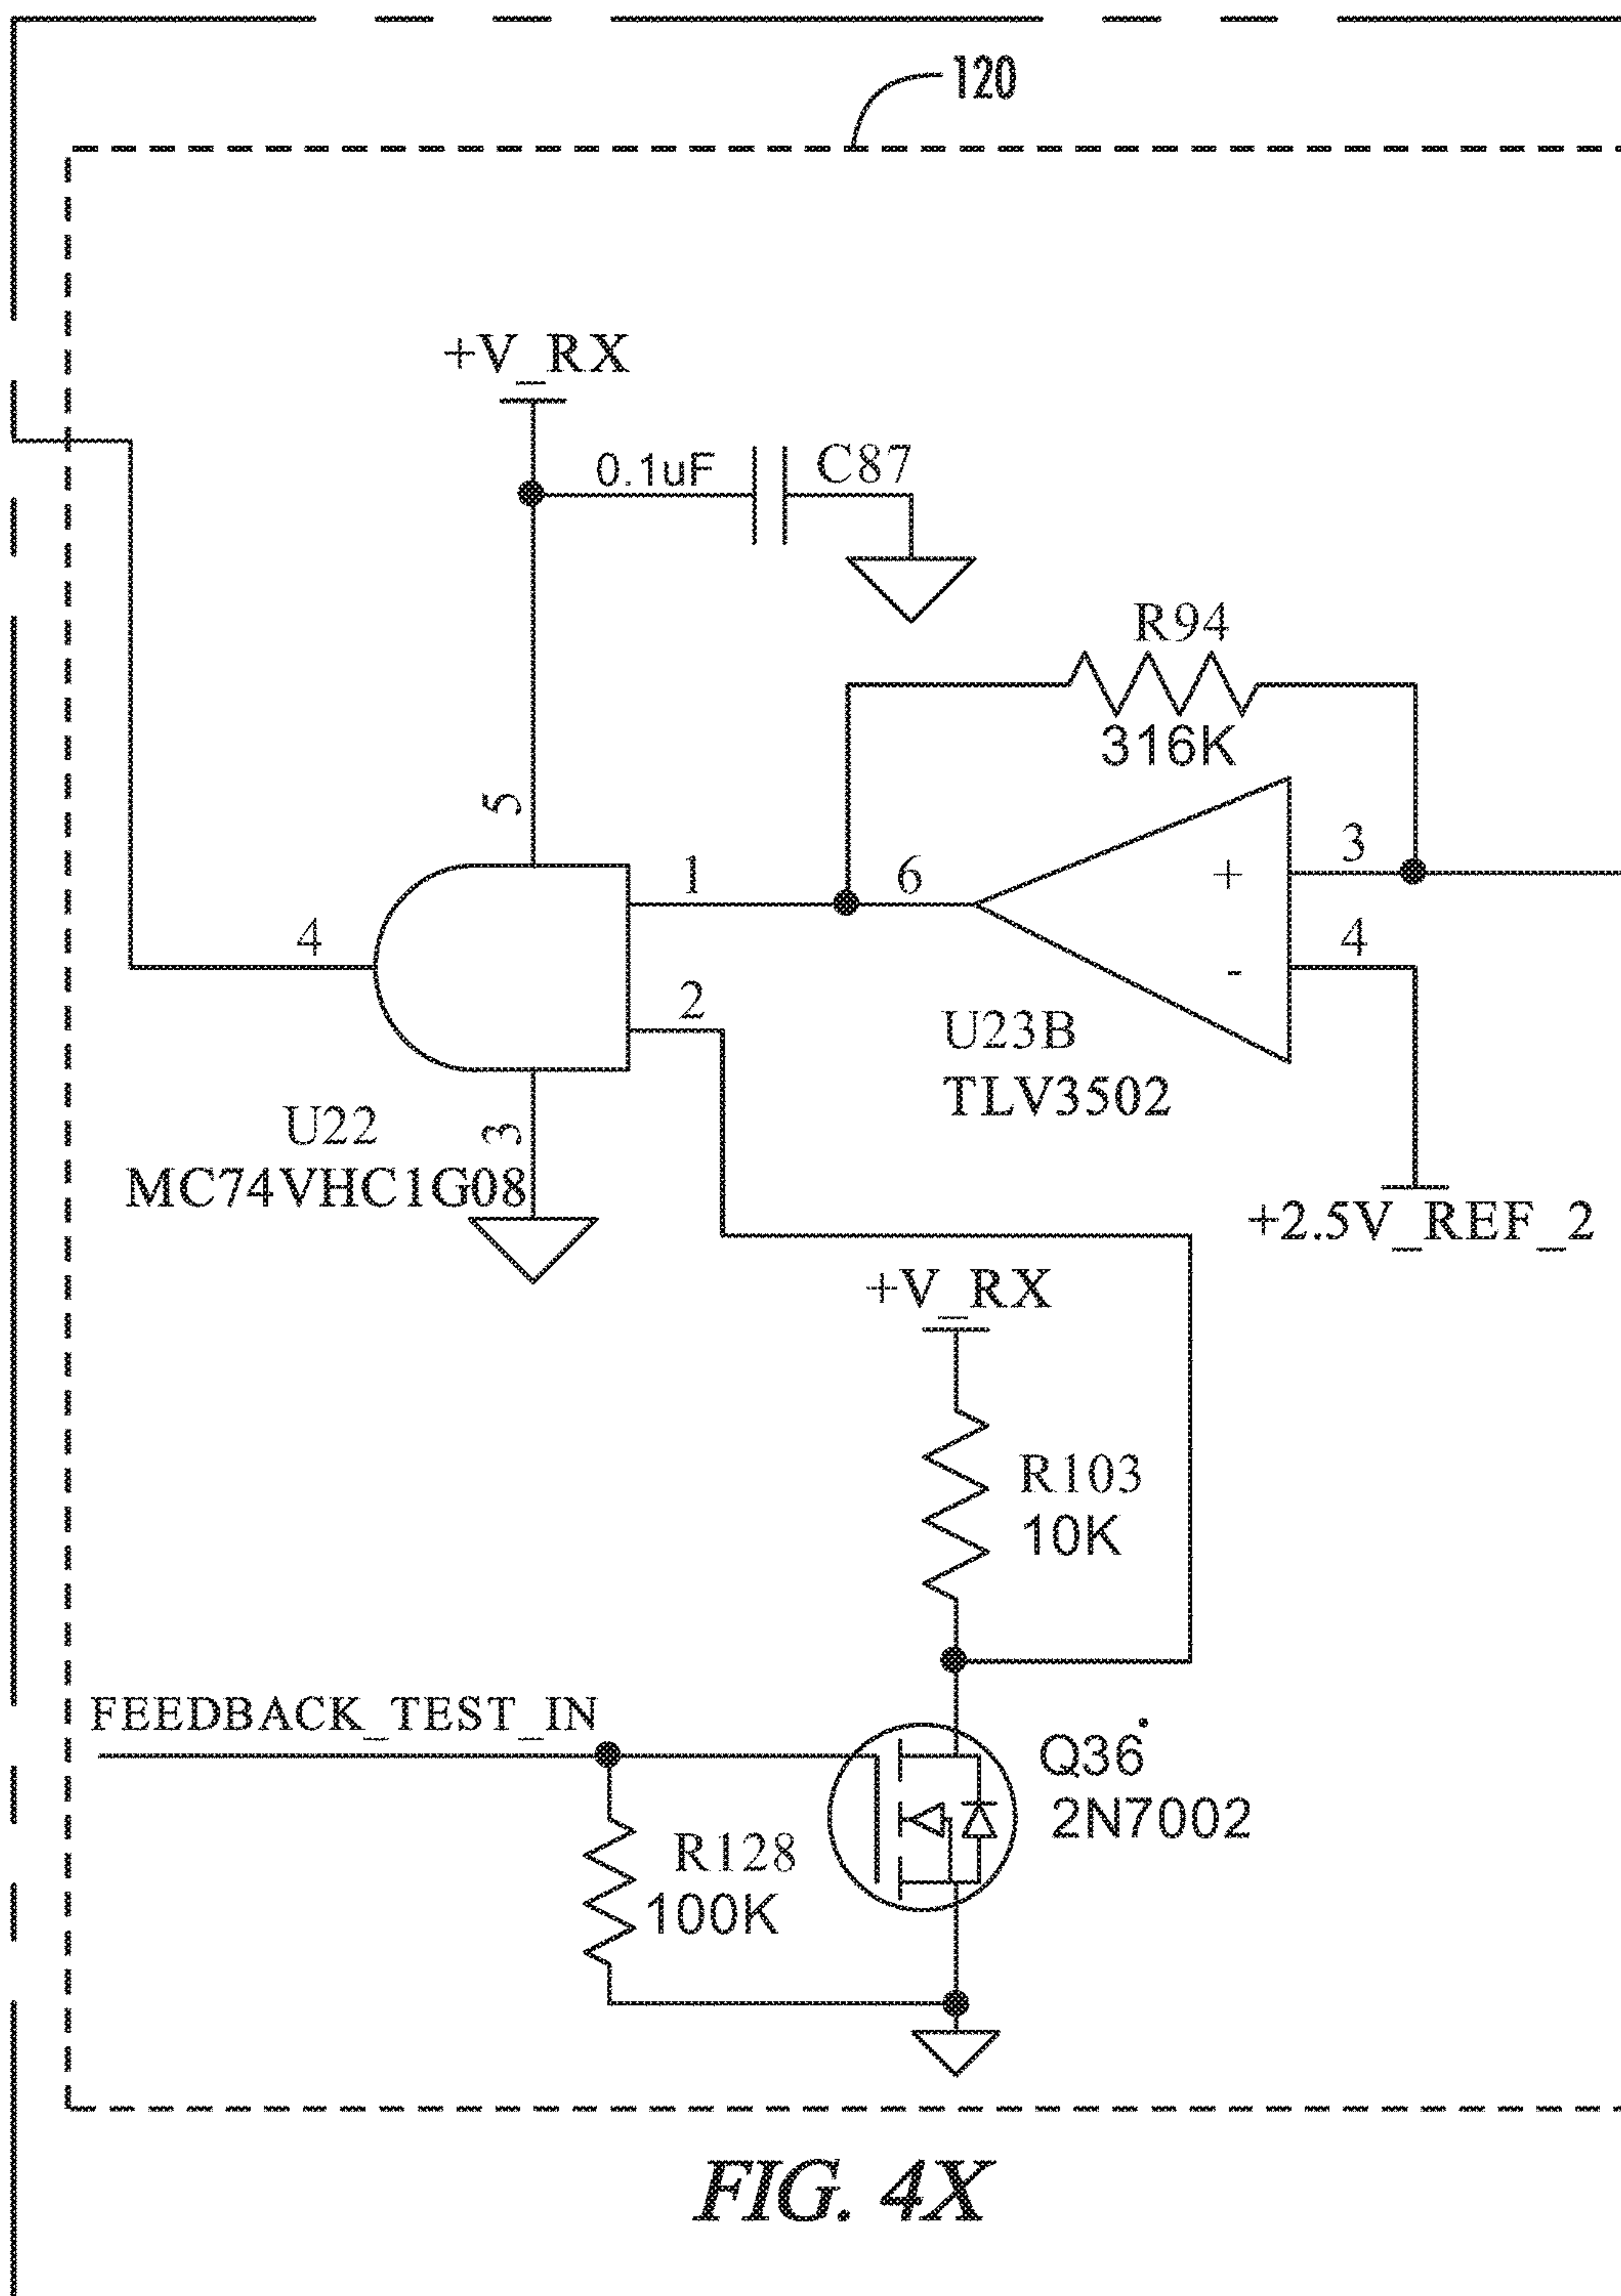 120
+V_RX
0.1uF
C87
R94
316K
5
1
6
+
3
4
-
4
2
U23B
TLV3502
U22
3
MC74VHC1G08
+2.5V_REF_2
+V_RX
R103
10K
FEEDBACK_TEST_IN
Q36
2N7002
R128
100K
FIG. 4X